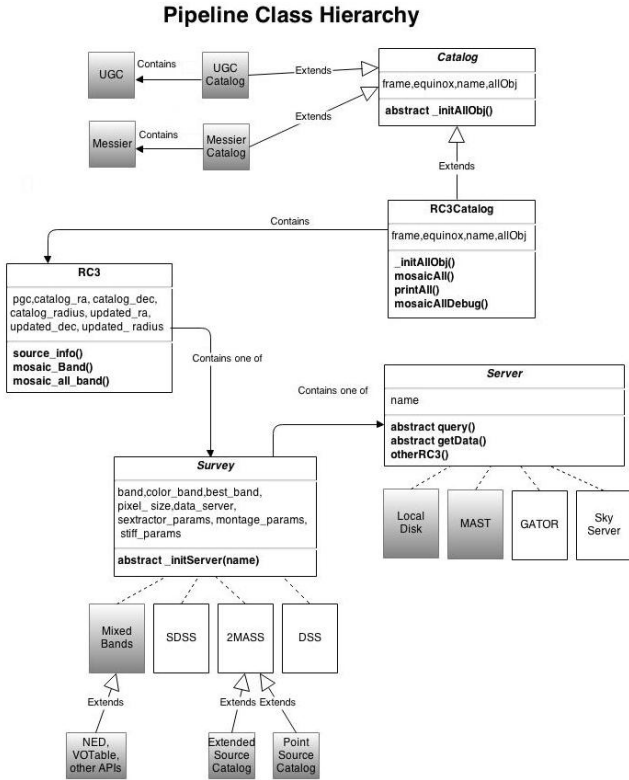 Pipeline Class Hierarchy
UGC
Contains
UGC
Catalog
Extends
Catalog
frame,equinox,name,allObj
abstract _initAllObj()
Messier
Contains
Messier
Catalog
Extends
Extends
RC3Catalog
frame,equinox,name,allObj
_initAllObj()
mosaicAll()
printAll()
mosaicAllDebug()
Contains
RC3
pgc,catalog_ra, catalog_dec,
catalog_radius, updated_ra,
updated_dec, updated_ radius
source_info()
mosaic_Band()
mosaic_all_band()
Contains one of
Contains one of
Server
name
abstract query()
abstract getData()
otherRC3()
Local
Disk
MAST
GATOR
Sky
Server
Survey
band,color_band,best_band,
pixel_ size,data_server,
sextractor_params, montage_params,
stiff_params
abstract _initServer(name)
Mixed
Bands
SDSS
2MASS
DSS
Extends
Extends
Extends
NED,
VOTable,
other APIs
Extended
Source
Catalog
Point
Source
Catalog